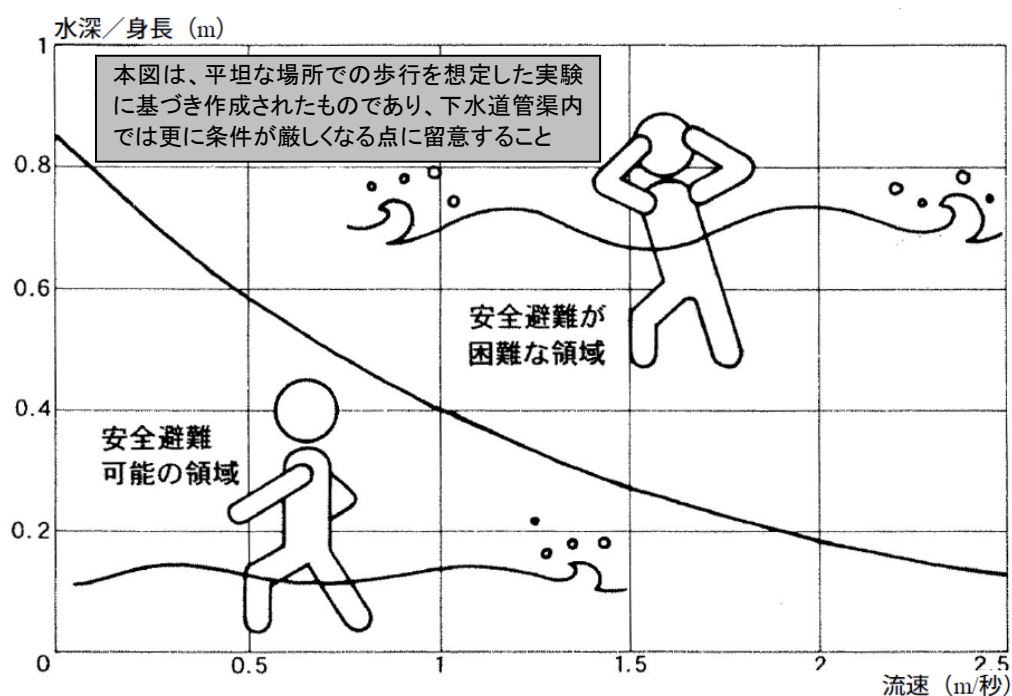 水深／身長（m）
1
本図は、平坦な場所での歩行を想定した実験
に基づき作成されたものであり、下水道管渠内
では更に条件が厳しくなる点に留意すること
0.8
0.6
安全避難が
困難な領域
0.4
安全避難
可能の領域
0.2
0
0.5
1
1.5
2
2.5
流速（m/秒）